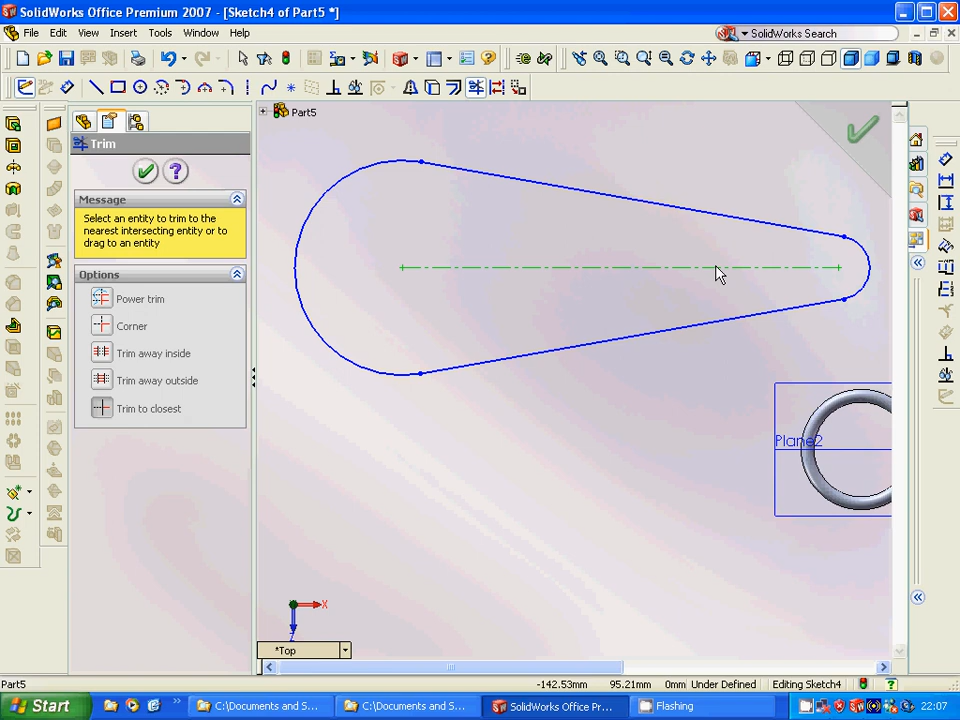 SolidWorks Office Premium 2007 - [Sketch4 of Part5 *]
File Edit View Insert Tools Window Help
SolidWorks Search
Part5
Trim
Message
Select an entity to trim to the
nearest intersecting entity or to
drag to an entity
Options
Power trim
Corner
Trim away inside
Trim away outside
Trim to closest
Plane2
X
Z
*Top
Part5 -142.53mm 95.21mm 0mm Under Defined Editing Sketch4
Start C:\Documents and S... C:\Documents and S... SolidWorks Office Pr... Flashing 22:07